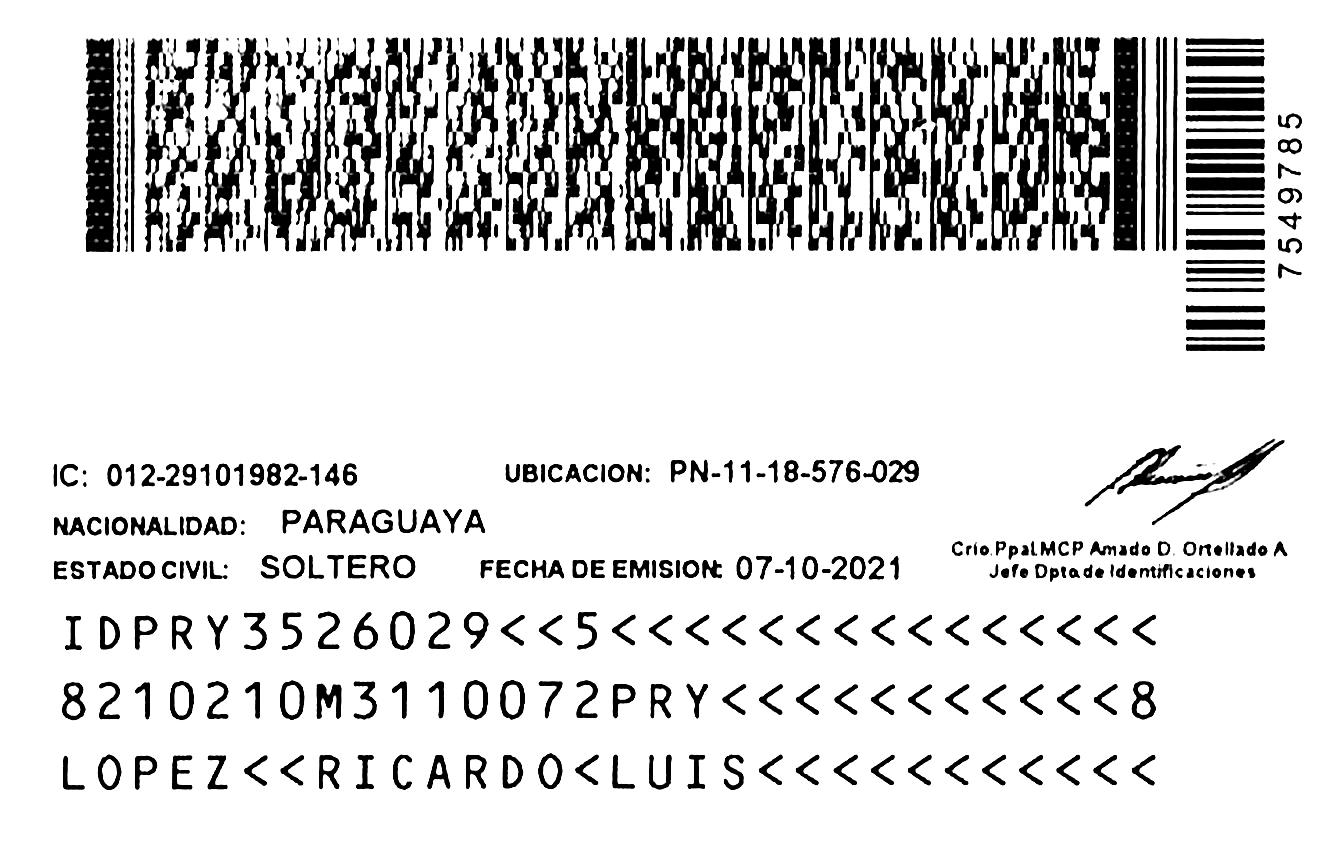 7549785
IC: 012-29101982-146 UBICACION: PN-11-18-576-029
NACIONALIDAD: PARAGUAYA
ESTADO CIVIL: SOLTERO FECHA DE EMISION: 07-10-2021
Crio.Ppal.MCP Amado D. Ortellado A
Jefe Dpto de Identificaciones
IDPRY3526029<<5<<<<<<<<<<<<<<<
8210210M3110072PRY<<<<<<<<<<<8
LOPEZ<<RICARDO<LUIS<<<<<<<<<<<